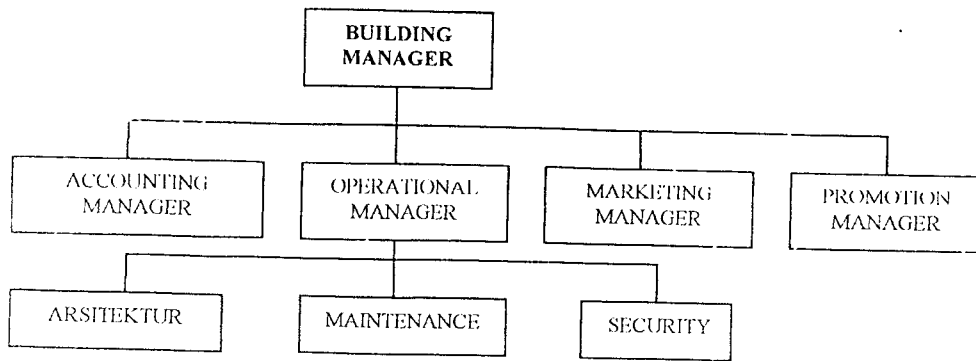 BUILDING
MANAGER
ACCOUNTING
MANAGER
OPERATIONAL
MANAGER
MARKETING
MANAGER
PROMOTION
MANAGER
ARSITEKTUR
MAINTENANCE
SECURITY